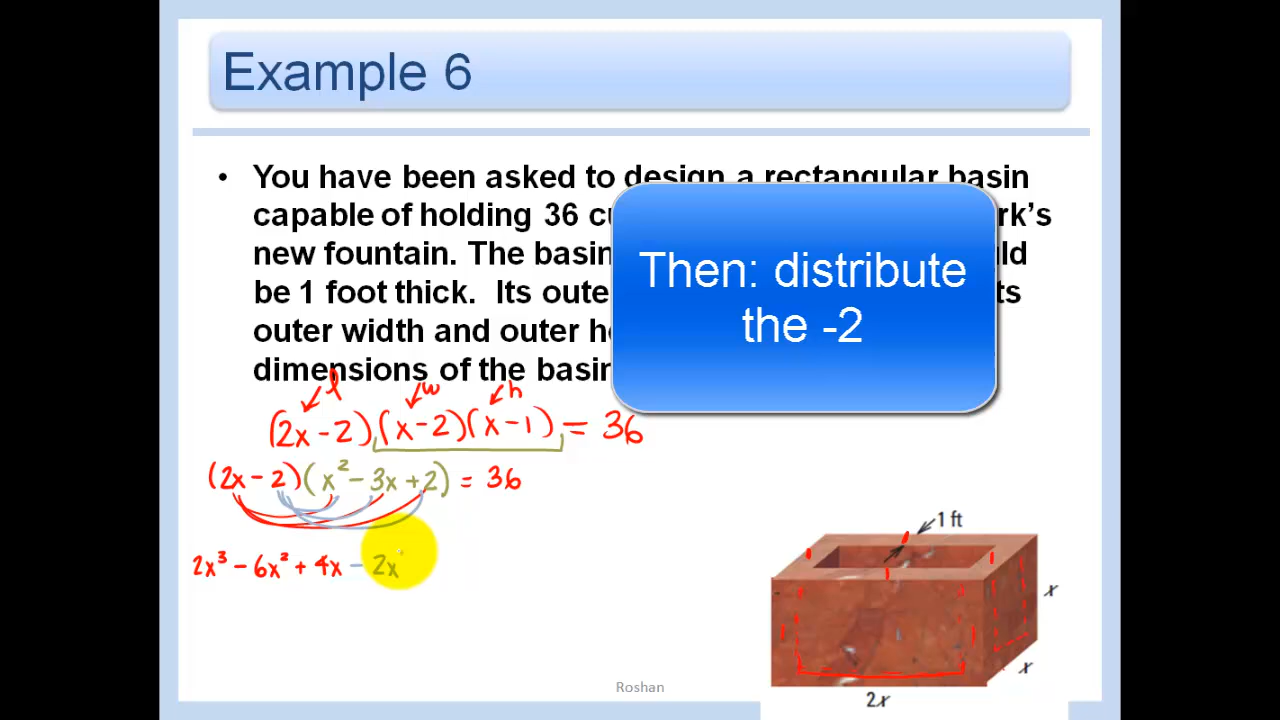 Example 6
• You have been asked to design a rectangular basin
capable of holding 36 rk's
new fountain. The basin ld
be 1 foot thick. Its oute ts
outer width and outer h
dimensions of the basin
Then: distribute
the -2
l w h
(2x - 2)(x - 2)(x - 1) = 36
(2x - 2)(x² - 3x + 2) = 36
2x³ - 6x² + 4x - 2x
1 ft
x
x
2x
Roshan